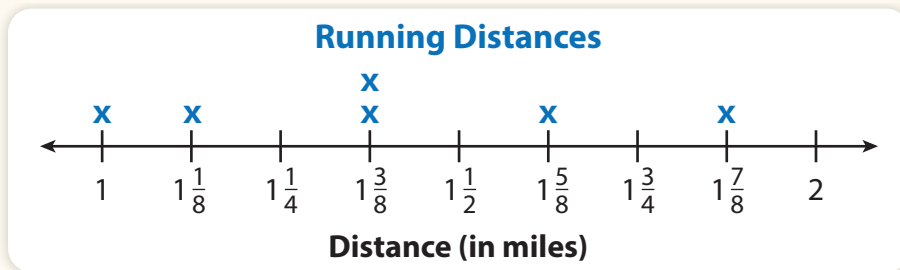 Running Distances
x
x x x x x
1 1 1/8 1 1/4 1 3/8 1 1/2 1 5/8 1 3/4 1 7/8 2
Distance (in miles)